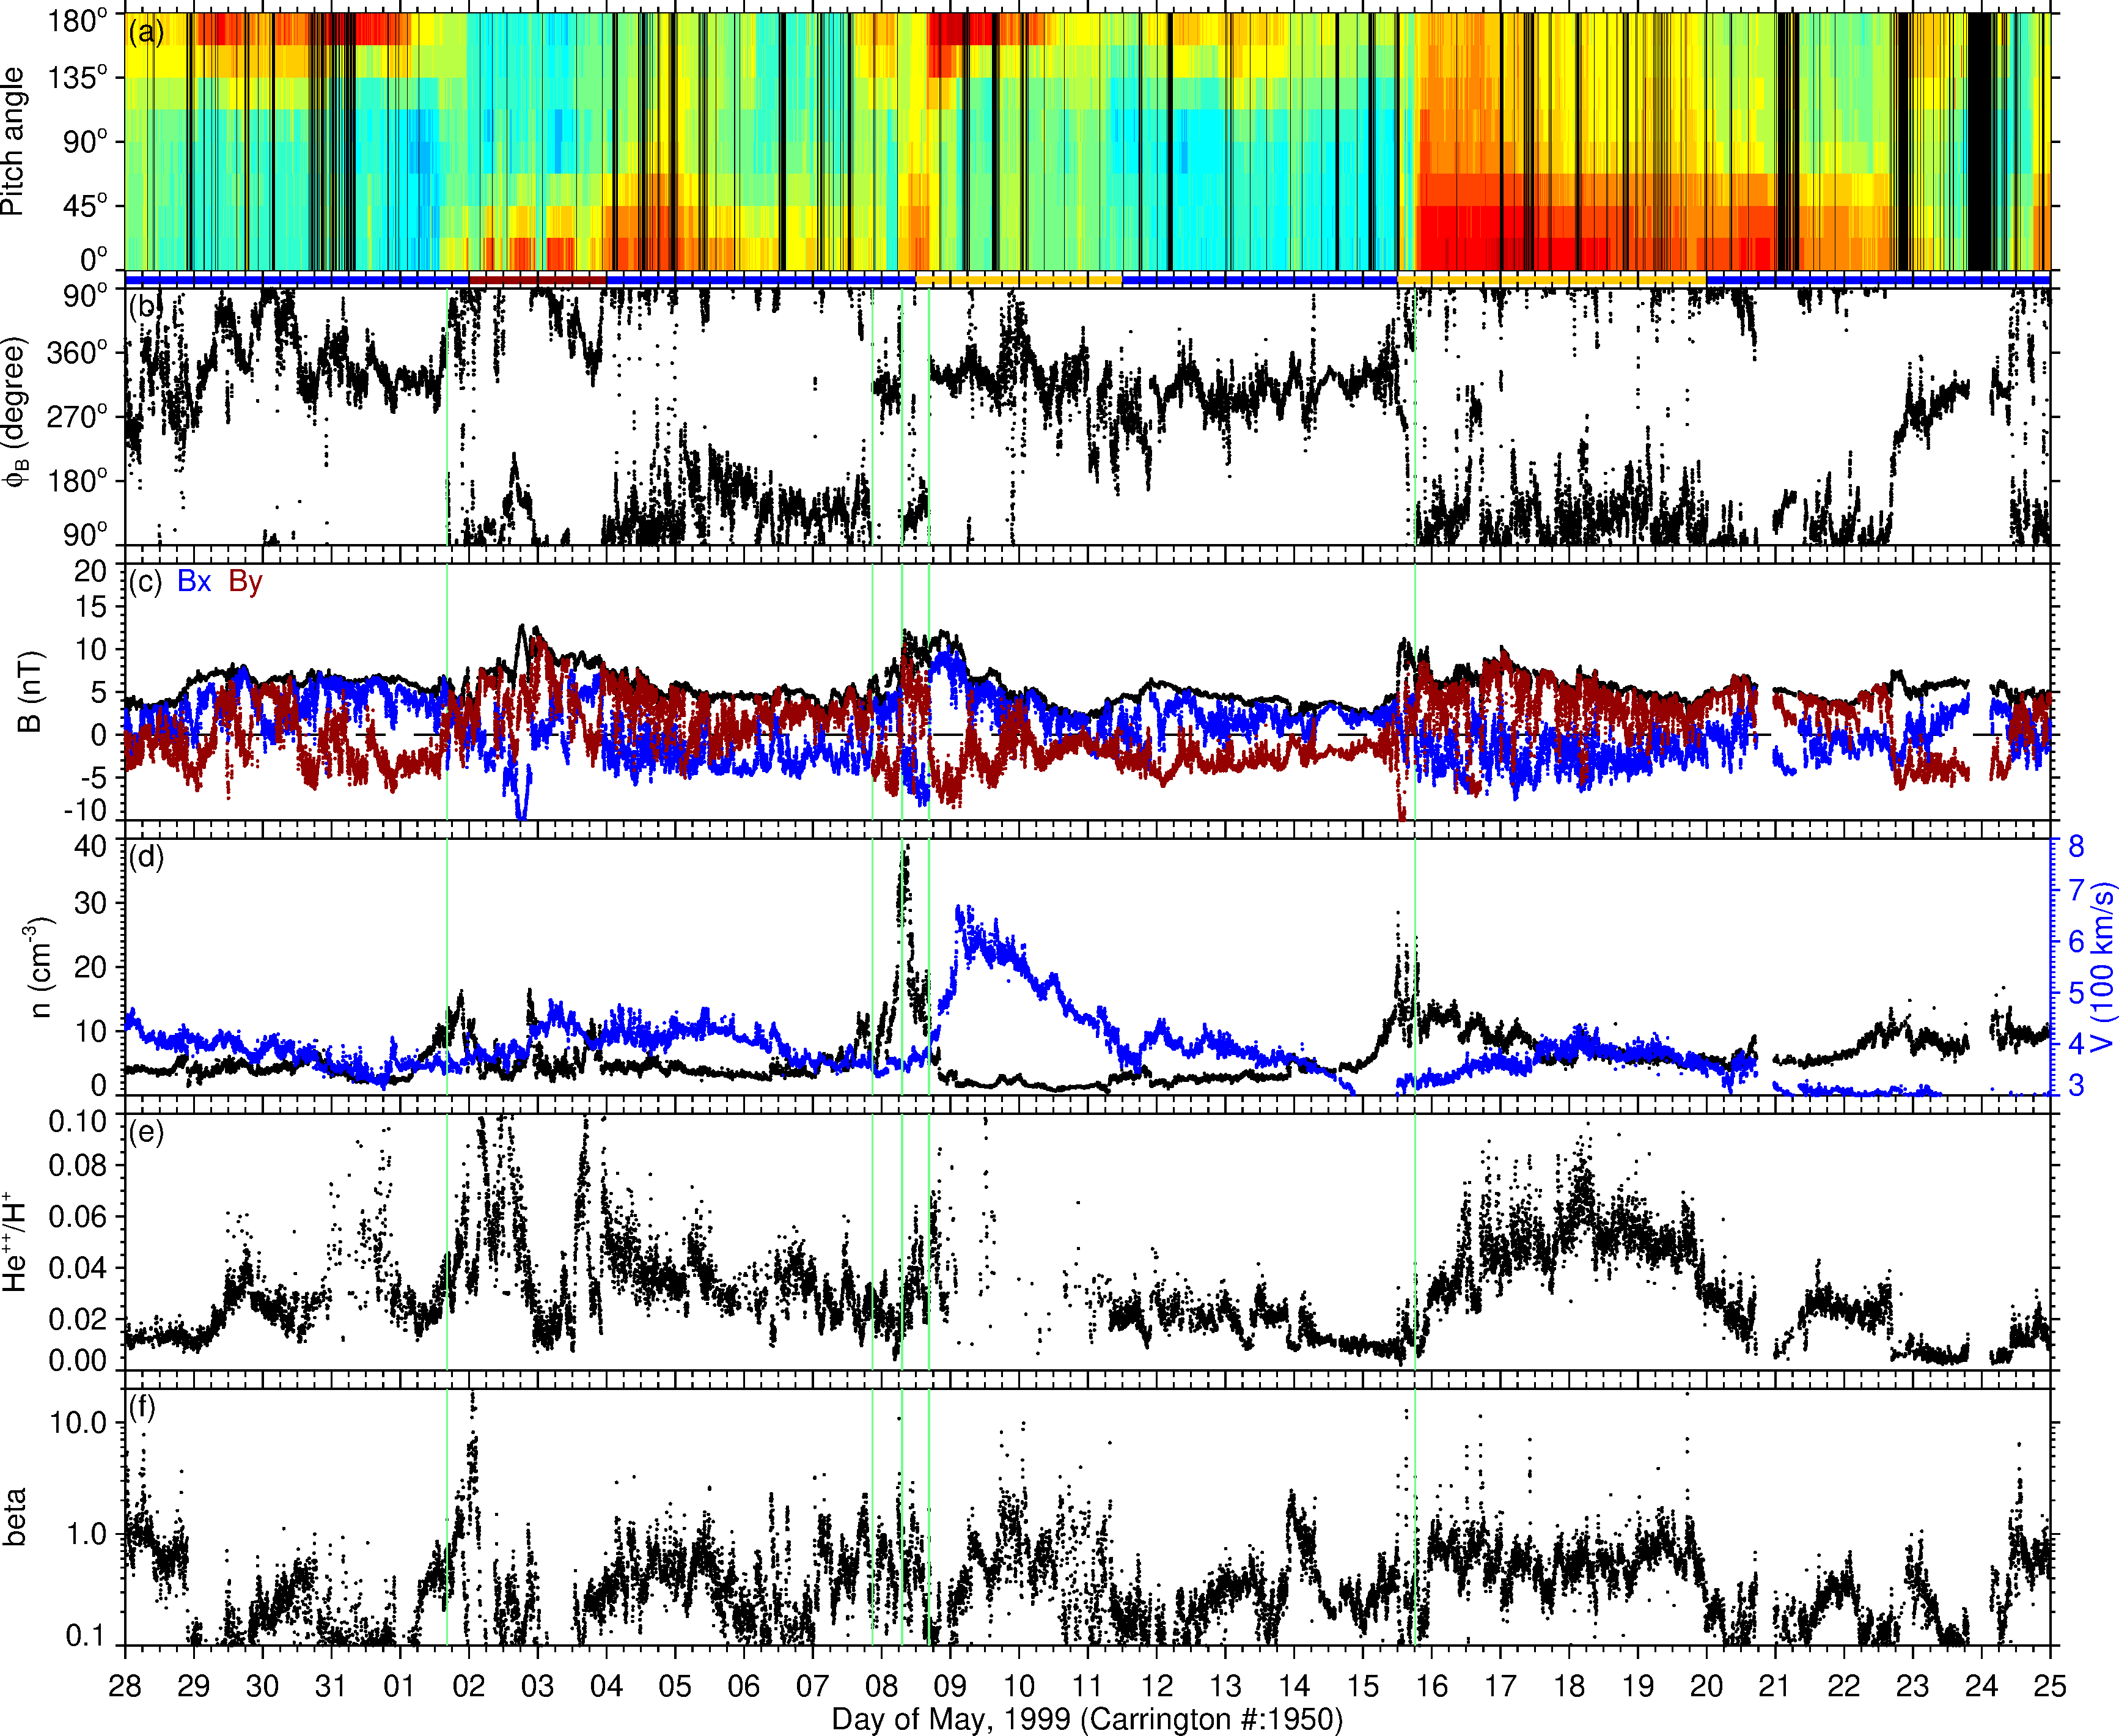 (a)
180°
135°
90°
45°
0°
Pitch angle
(b)
90°
360°
270°
180°
90°
ϕB (degree)
(c) Bx By
20
15
10
5
0
-5
-10
B (nT)
(d)
40
30
20
10
0
n (cm-3)
8
7
6
5
4
3
V (100 km/s)
(e)
0.10
0.08
0.06
0.04
0.02
0.00
He++/H+
(f)
10.0
1.0
0.1
beta
28 29 30 31 01 02 03 04 05 06 07 08 09 10 11 12 13 14 15 16 17 18 19 20 21 22 23 24 25
Day of May, 1999 (Carrington #:1950)